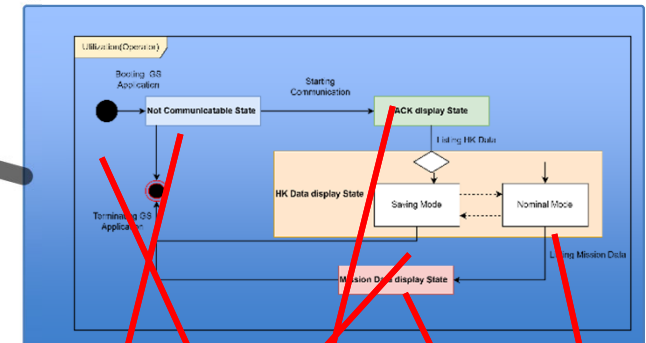 Utilization(Operator)
Booting GS
Application
Starting
Communication
Not Communicatable State
ACK display State
Listing HK Data
HK Data display State
Saving Mode
Nominal Mode
Terminating GS
Application
Listing Mission Data
Mission Data display State